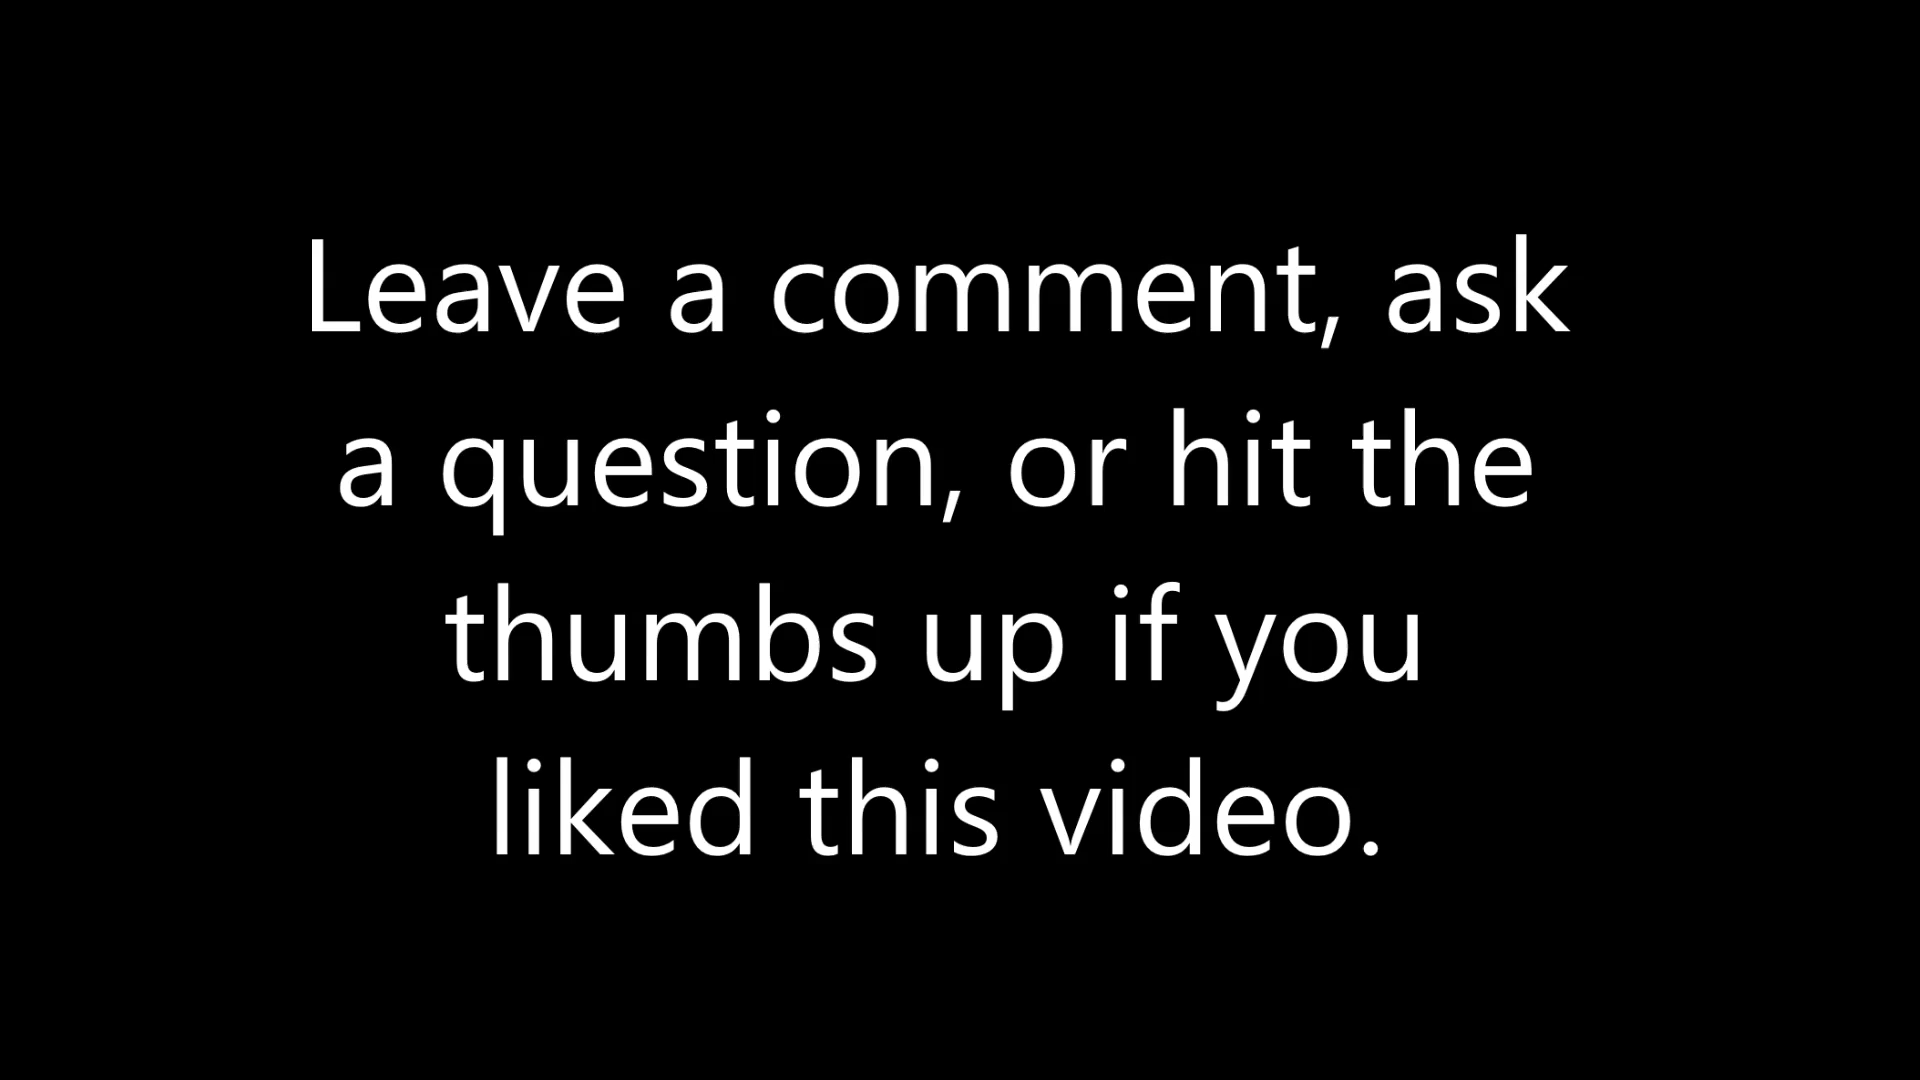 Leave a comment, ask
a question, or hit the
thumbs up if you
liked this video.